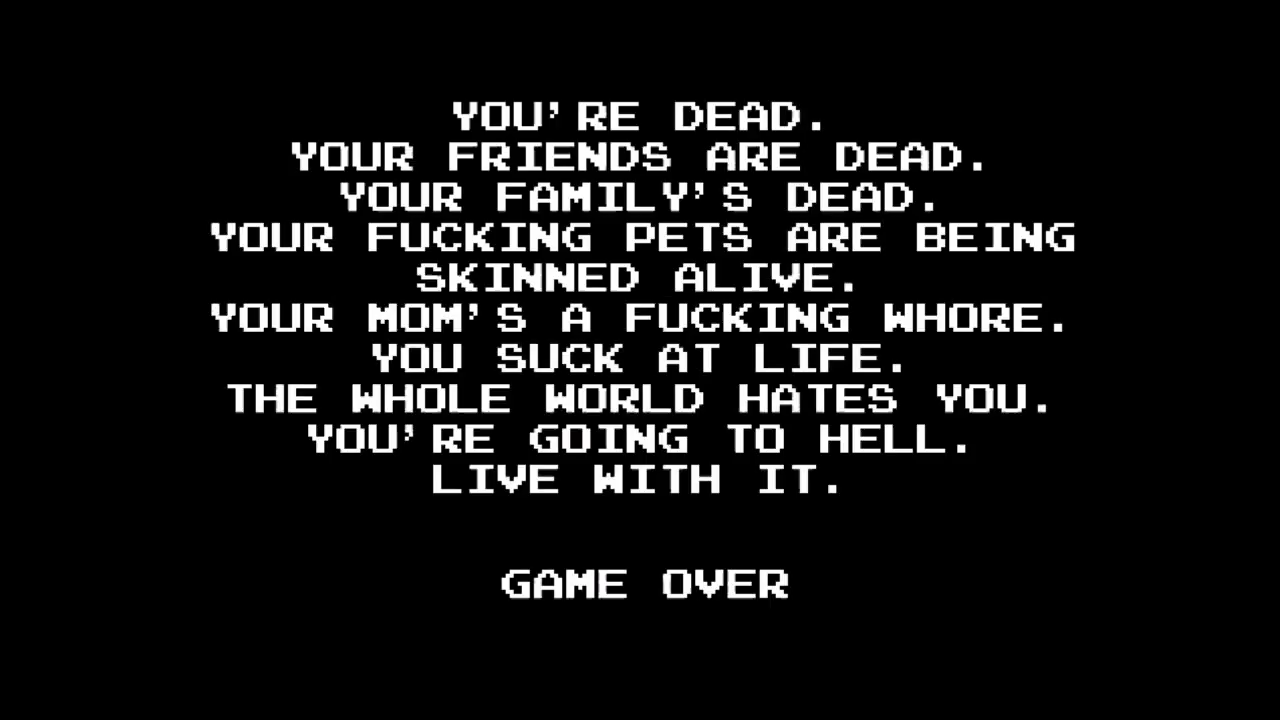 YOU'RE DEAD.
YOUR FRIENDS ARE DEAD.
YOUR FAMILY'S DEAD.
YOUR FUCKING PETS ARE BEING
SKINNED ALIVE.
YOUR MOM'S A FUCKING WHORE.
YOU SUCK AT LIFE.
THE WHOLE WORLD HATES YOU.
YOU'RE GOING TO HELL.
LIVE WITH IT.
GAME OVER